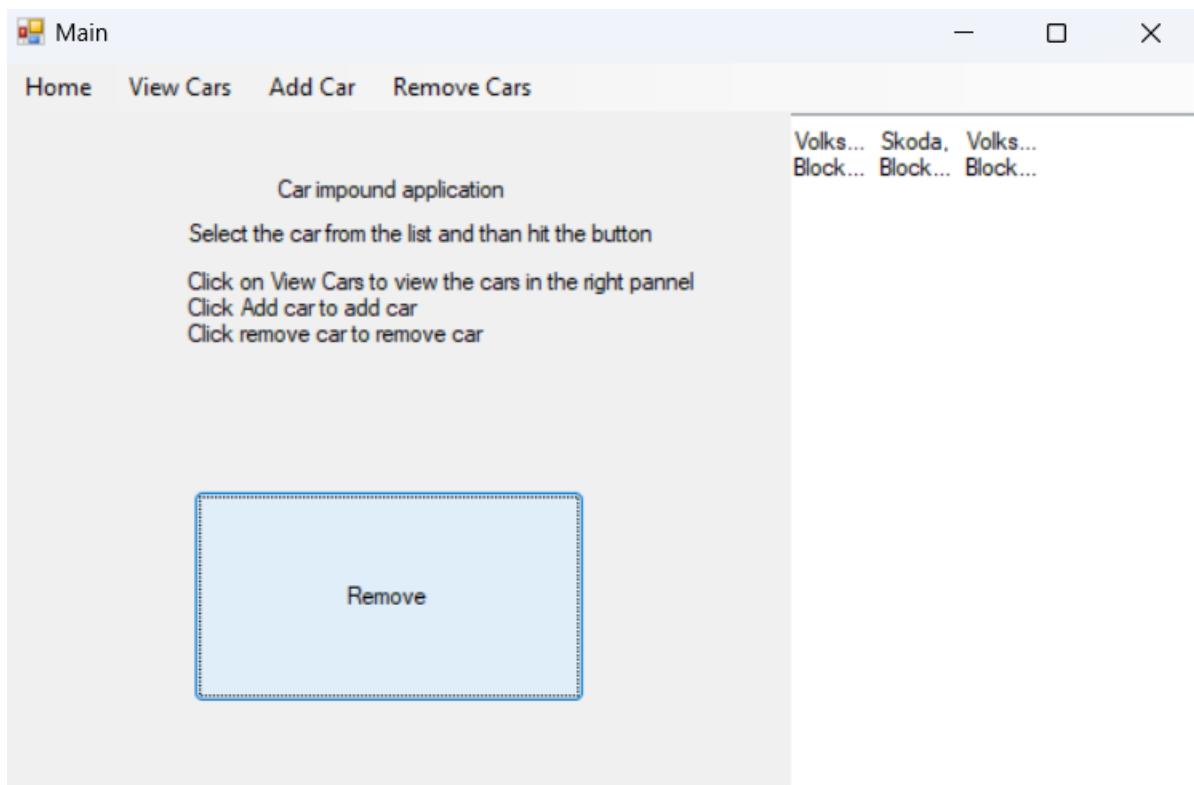 Main
Home View Cars Add Car Remove Cars
Car impound application
Select the car from the list and than hit the button
Click on View Cars to view the cars in the right pannel
Click Add car to add car
Click remove car to remove car
Remove
Volks... Skoda, Volks...
Block... Block... Block...